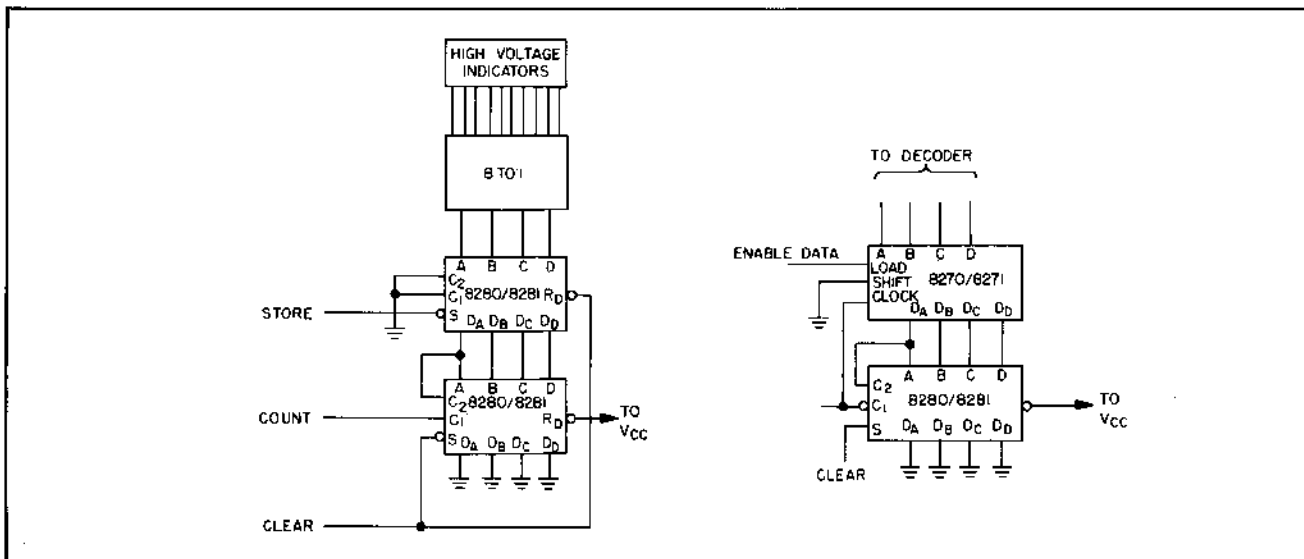 HIGH VOLTAGE
INDICATORS
8 TO 1
A B C D
C2
C1 8280/8281 RD
STORE
S DA DB DC DD
A B C D
C2 8280/8281
COUNT
C1 RD
TO
VCC
S DA DB DC DD
CLEAR
TO DECODER
ENABLE DATA
A B C D
LOAD
SHIFT 8270/8271
CLOCK
DA DB DC DD
A B C D
C2
C1 8280/8281
S DA DB DC DD
TO
VCC
CLEAR